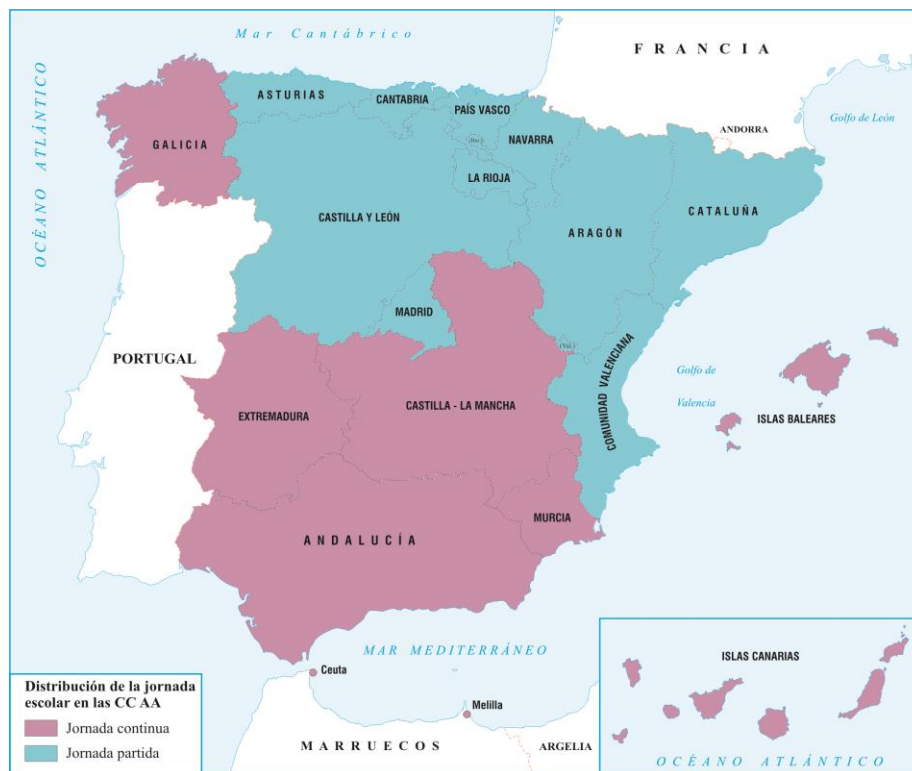 Mar Cantábrico
FRANCIA
OCÉANO ATLÁNTICO
ASTURIAS
CANTABRIA
PAÍS VASCO
NAVARRA
ANDORRA
Golfo de León
GALICIA
LA RIOJA
CASTILLA Y LEÓN
ARAGÓN
CATALUÑA
MADRID
PORTUGAL
(Val.)
COMUNIDAD VALENCIANA
Golfo de
Valencia
EXTREMADURA
CASTILLA - LA MANCHA
ISLAS BALEARES
MURCIA
ANDALUCÍA
MAR MEDITERRÁNEO
Ceuta
Melilla
MARRUECOS
ARGELIA
ISLAS CANARIAS
OCÉANO ATLÁNTICO
Distribución de la jornada
escolar en las CC AA
Jornada continua
Jornada partida